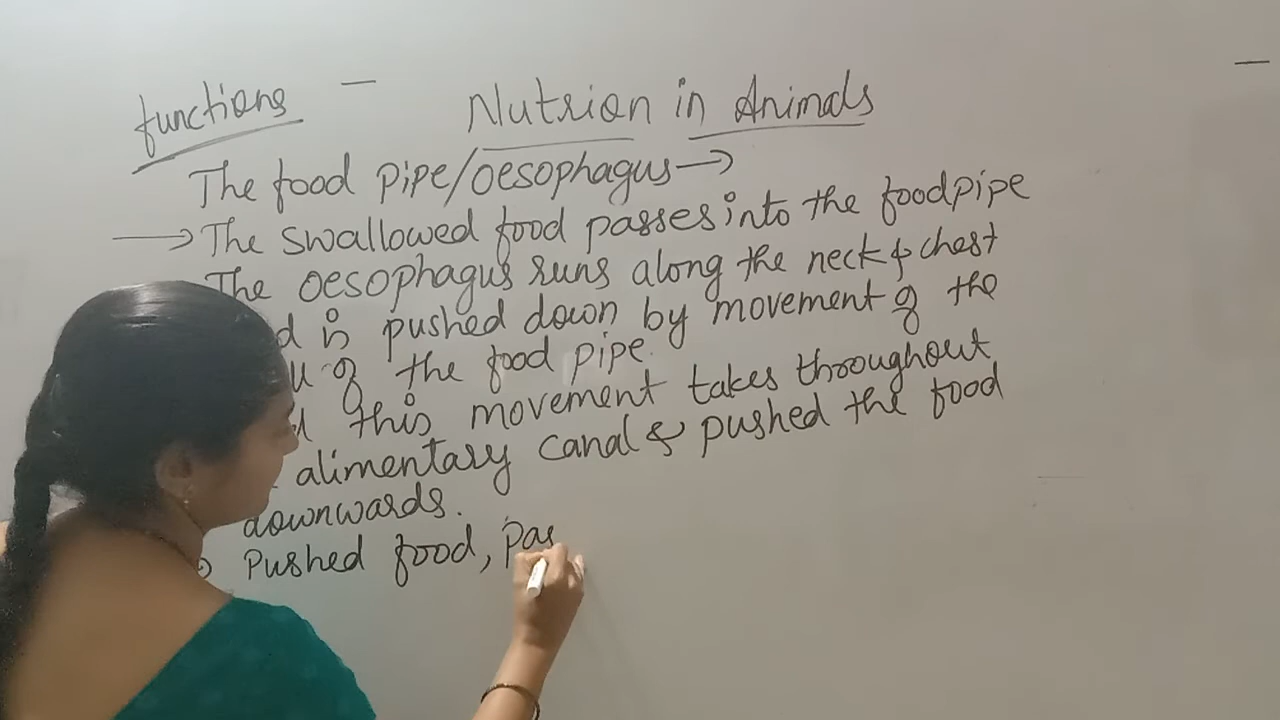 functions
Nutrion in Animals
The food pipe/oesophagus→
→ The swallowed food passes into the foodpipe
The oesophagus runs along the neck & chest
is pushed down by movement of the
of the food pipe.
this movement takes throughout
alimentary canal & pushed the food
downwards.
Pushed food, pas